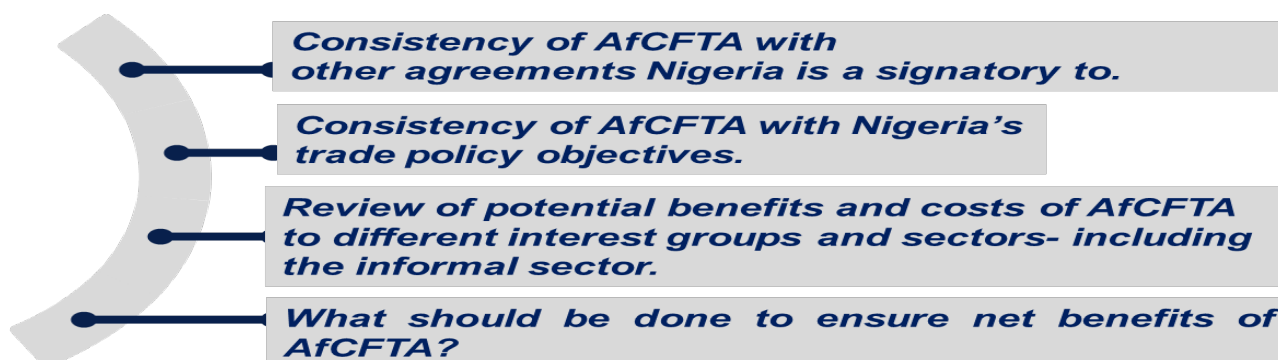 Consistency of AfCFTA with
other agreements Nigeria is a signatory to.
Consistency of AfCFTA with Nigeria’s
trade policy objectives.
Review of potential benefits and costs of AfCFTA
to different interest groups and sectors- including
the informal sector.
What should be done to ensure net benefits of
AfCFTA?